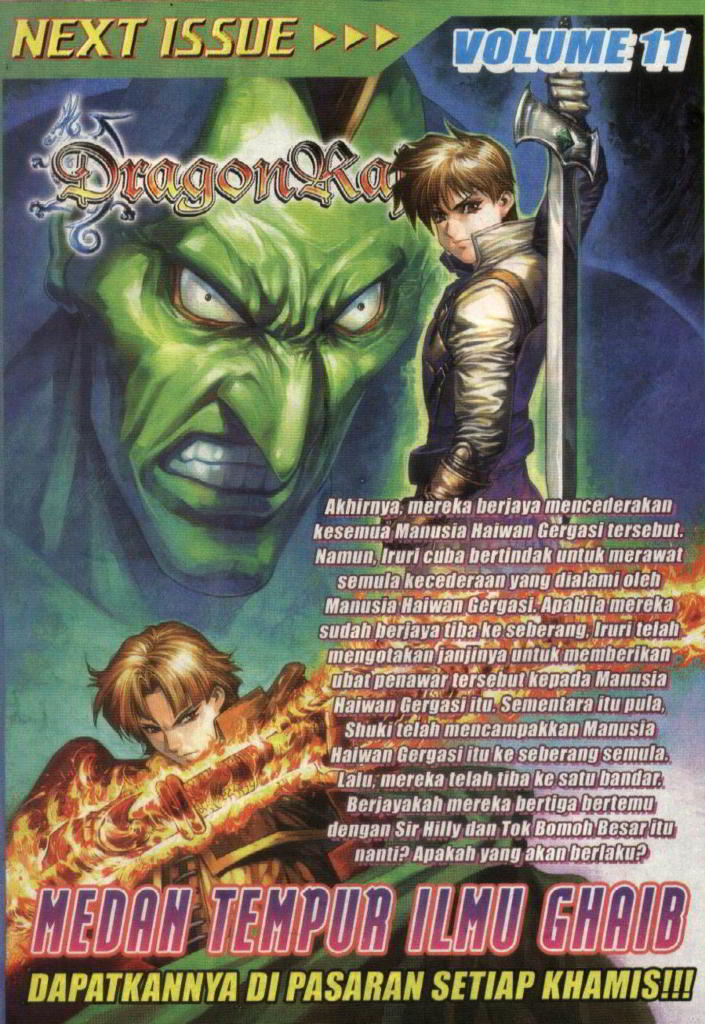 NEXT ISSUE
VOLUME 11
DragonRaj
Akhirnya, mereka berjaya mencederakan
kesemua Manusia Haiwan Gergasi tersebut.
Namun, Iruri cuba bertindak untuk merawat
semula kecederaan yang dialami oleh
Manusia Haiwan Gergasi. Apabila mereka
sudah berjaya tiba ke seberang, Iruri telah
mengotakan janjinya untuk memberikan
ubat penawar tersebut kepada Manusia
Haiwan Gergasi itu. Sementara itu pula,
Shuki telah mencampakkan Manusia
Haiwan Gergasi itu ke seberang semula.
Lalu, mereka telah tiba ke satu bandar.
Berjayakah mereka bertiga bertemu
dengan Sir Hilly dan Tok Bomoh Besar itu
nanti? Apakah yang akan berlaku?
MEDAN TEMPUR ILMU GHAIB
DAPATKANNYA DI PASARAN SETIAP KHAMIS!!!